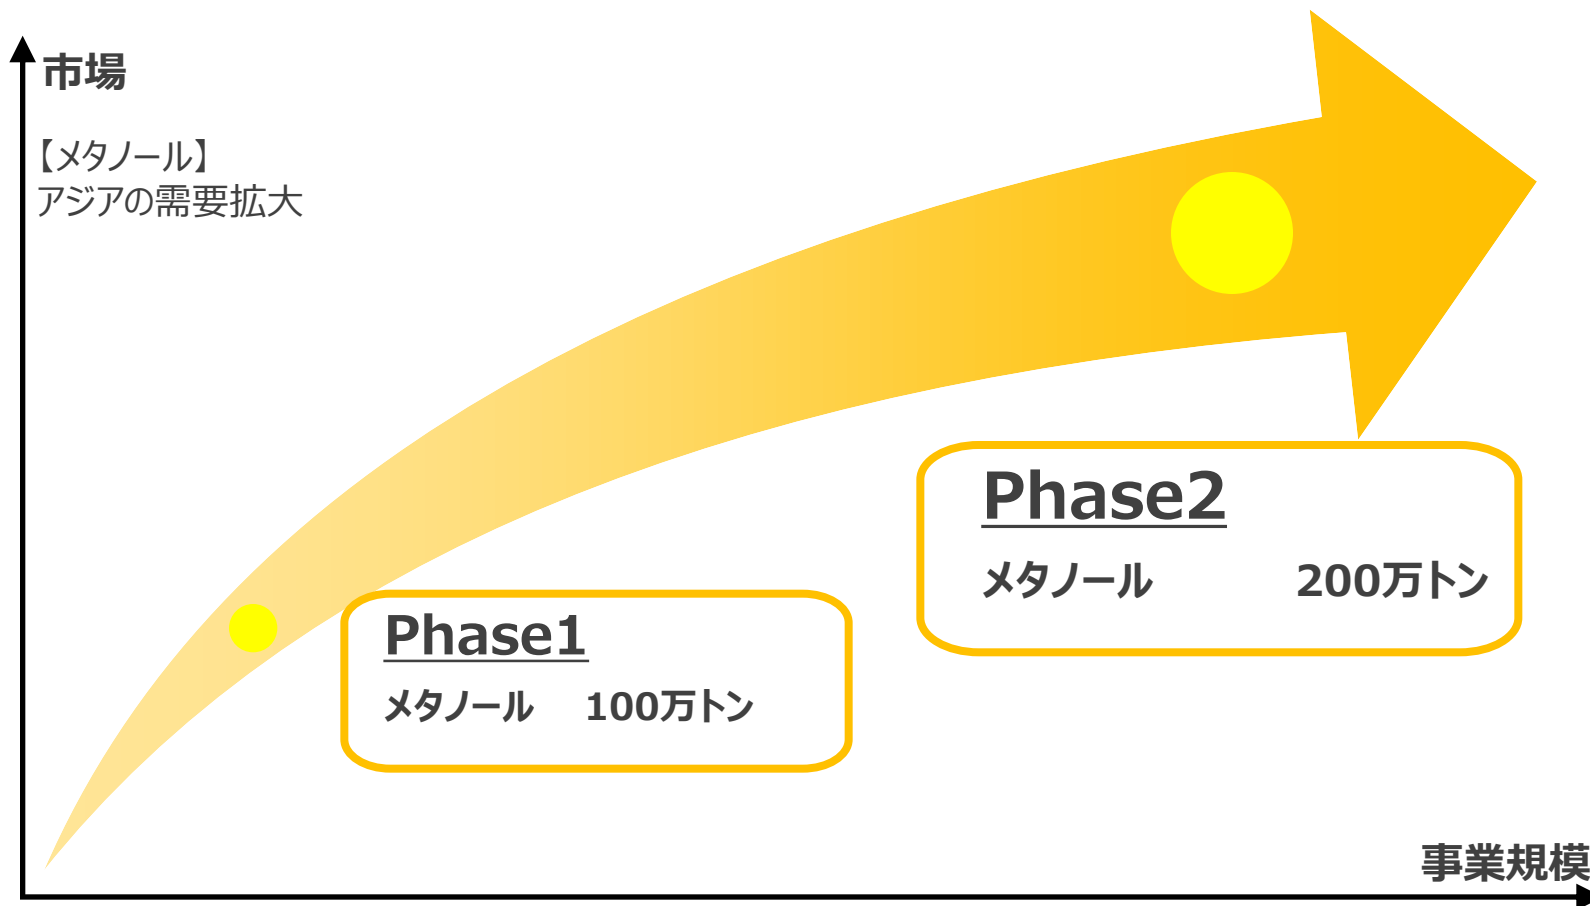 市場
【メタノール】
アジアの需要拡大
Phase2
メタノール 200万トン
Phase1
メタノール 100万トン
事業規模